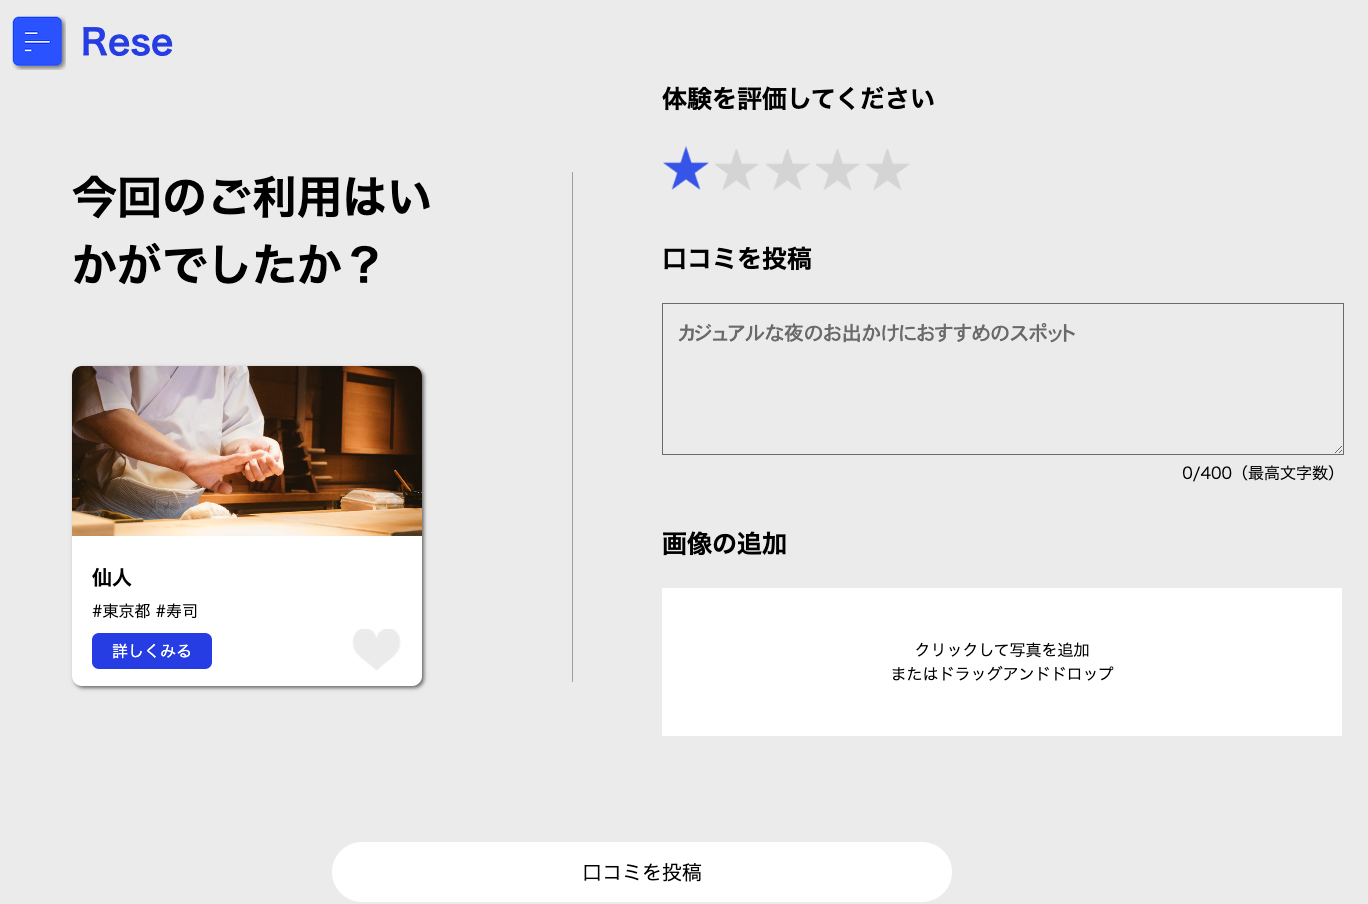 Rese
今回のご利用はい
かがでしたか？
仙人
#東京都 #寿司
詳しくみる
体験を評価してください
口コミを投稿
カジュアルな夜のお出かけにおすすめのスポット
0/400（最高文字数）
画像の追加
クリックして写真を追加
またはドラッグアンドドロップ
口コミを投稿